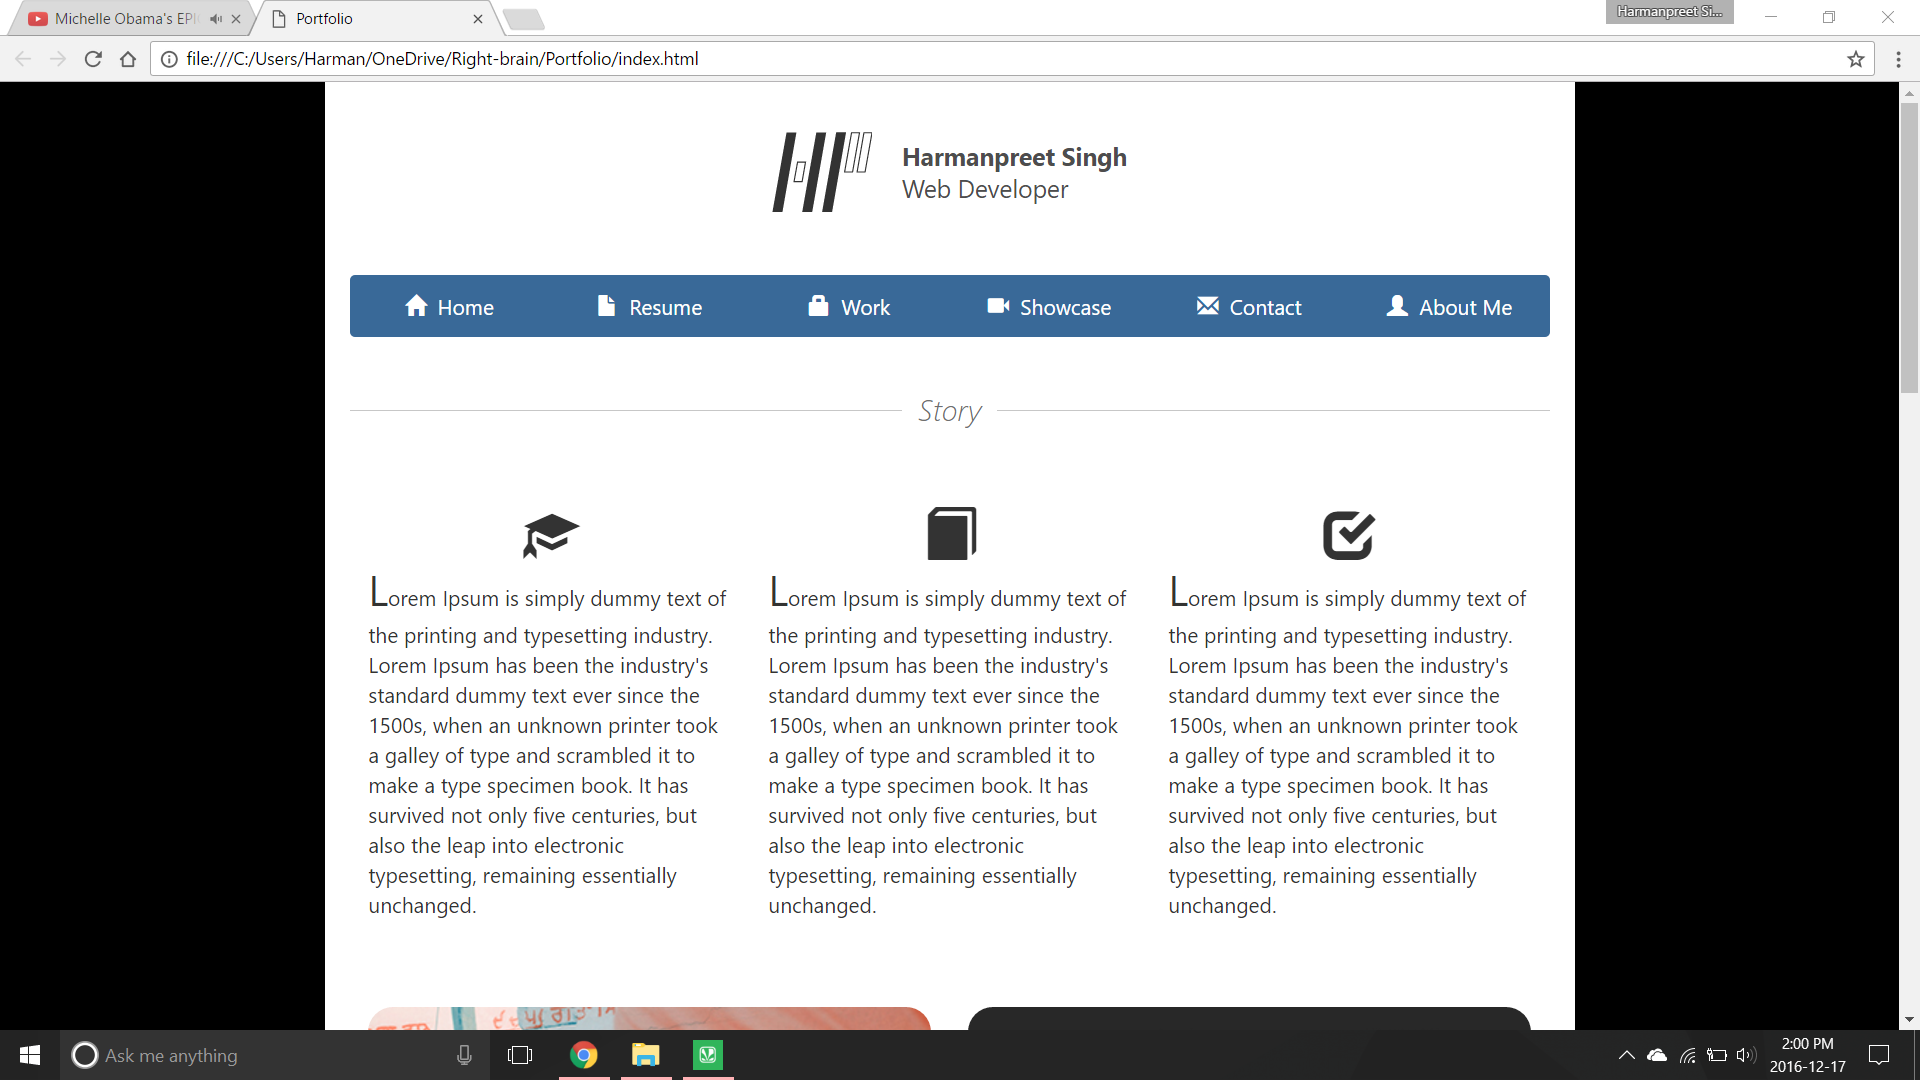 Michelle Obama's EPI
Portfolio
Harmanpreet Si...
file:///C:/Users/Harman/OneDrive/Right-brain/Portfolio/index.html
Harmanpreet Singh
Web Developer
Home Resume Work Showcase Contact About Me
Story
Lorem Ipsum is simply dummy text of
the printing and typesetting industry.
Lorem Ipsum has been the industry's
standard dummy text ever since the
1500s, when an unknown printer took
a galley of type and scrambled it to
make a type specimen book. It has
survived not only five centuries, but
also the leap into electronic
typesetting, remaining essentially
unchanged.
Lorem Ipsum is simply dummy text of
the printing and typesetting industry.
Lorem Ipsum has been the industry's
standard dummy text ever since the
1500s, when an unknown printer took
a galley of type and scrambled it to
make a type specimen book. It has
survived not only five centuries, but
also the leap into electronic
typesetting, remaining essentially
unchanged.
Lorem Ipsum is simply dummy text of
the printing and typesetting industry.
Lorem Ipsum has been the industry's
standard dummy text ever since the
1500s, when an unknown printer took
a galley of type and scrambled it to
make a type specimen book. It has
survived not only five centuries, but
also the leap into electronic
typesetting, remaining essentially
unchanged.
Ask me anything
2:00 PM
2016-12-17